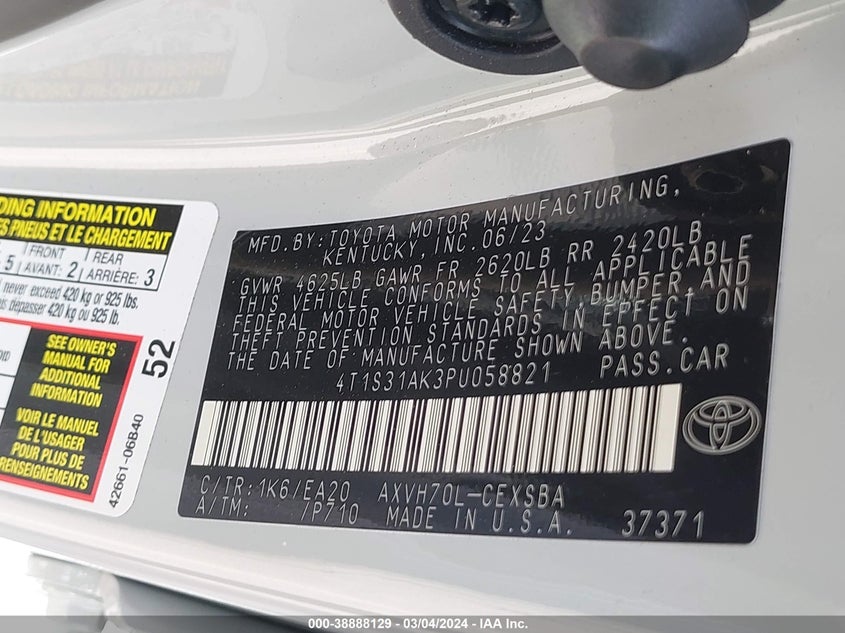 DING INFORMATION
ES PNEUS ET LE CHARGEMENT
5 FRONT AVANT: 2 REAR ARRIÈRE: 3
never exceed 420 kg or 925 lbs.
dépasser 420 kg ou 925 lb.
SEE OWNER'S
MANUAL FOR
ADDITIONAL
INFORMATION
VOIR LE MANUEL
DE L'USAGER
POUR PLUS DE
RENSEIGNEMENTS
52
42661-06B40
MFD.BY:TOYOTA MOTOR MANUFACTURING,
KENTUCKY, INC.06/23
GVWR 4625LB GAWR FR 2620LB RR 2420LB
THIS VEHICLE CONFORMS TO ALL APPLICABLE
FEDERAL MOTOR VEHICLE SAFETY,BUMPER,AND
THEFT PREVENTION STANDARDS IN EFFECT ON
THE DATE OF MANUFACTURE SHOWN ABOVE.
4T1S31AK3PU058821 PASS.CAR
C/TR:1K6/EA20 AXVH70L-CEXSBA
A/TM: /P710 MADE IN U.S.A. 37371
000-38888129 - 03/04/2024 - IAA Inc.